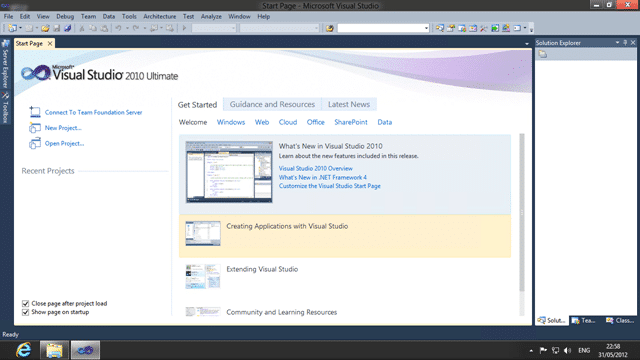 Start Page - Microsoft Visual Studio
File Edit View Debug Team Data Tools Architecture Test Analyze Window Help
Server Explorer
Toolbox
Start Page
Microsoft
Visual Studio 2010 Ultimate
Connect To Team Foundation Server
New Project...
Open Project...
Recent Projects
Close page after project load
Show page on startup
Get Started Guidance and Resources Latest News
Welcome Windows Web Cloud Office SharePoint Data
What's New in Visual Studio 2010
Learn about the new features included in this release.
Visual Studio 2010 Overview
What's New in .NET Framework 4
Customize the Visual Studio Start Page
Creating Applications with Visual Studio
Extending Visual Studio
Community and Learning Resources
Solution Explorer
Solut... Tea... Class...
Ready
ENG
22:58
31/05/2012